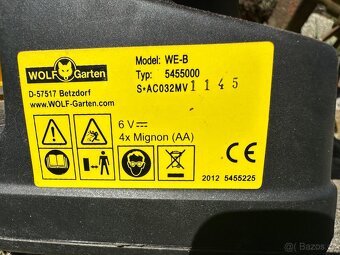 WOLF Garten
D-57517 Betzdorf
www.WOLF-Garten.com
Model: WE-B
Typ: 5455000
S•AC032MV 1145
6 V
4x Mignon (AA)
CE
2012 5455225